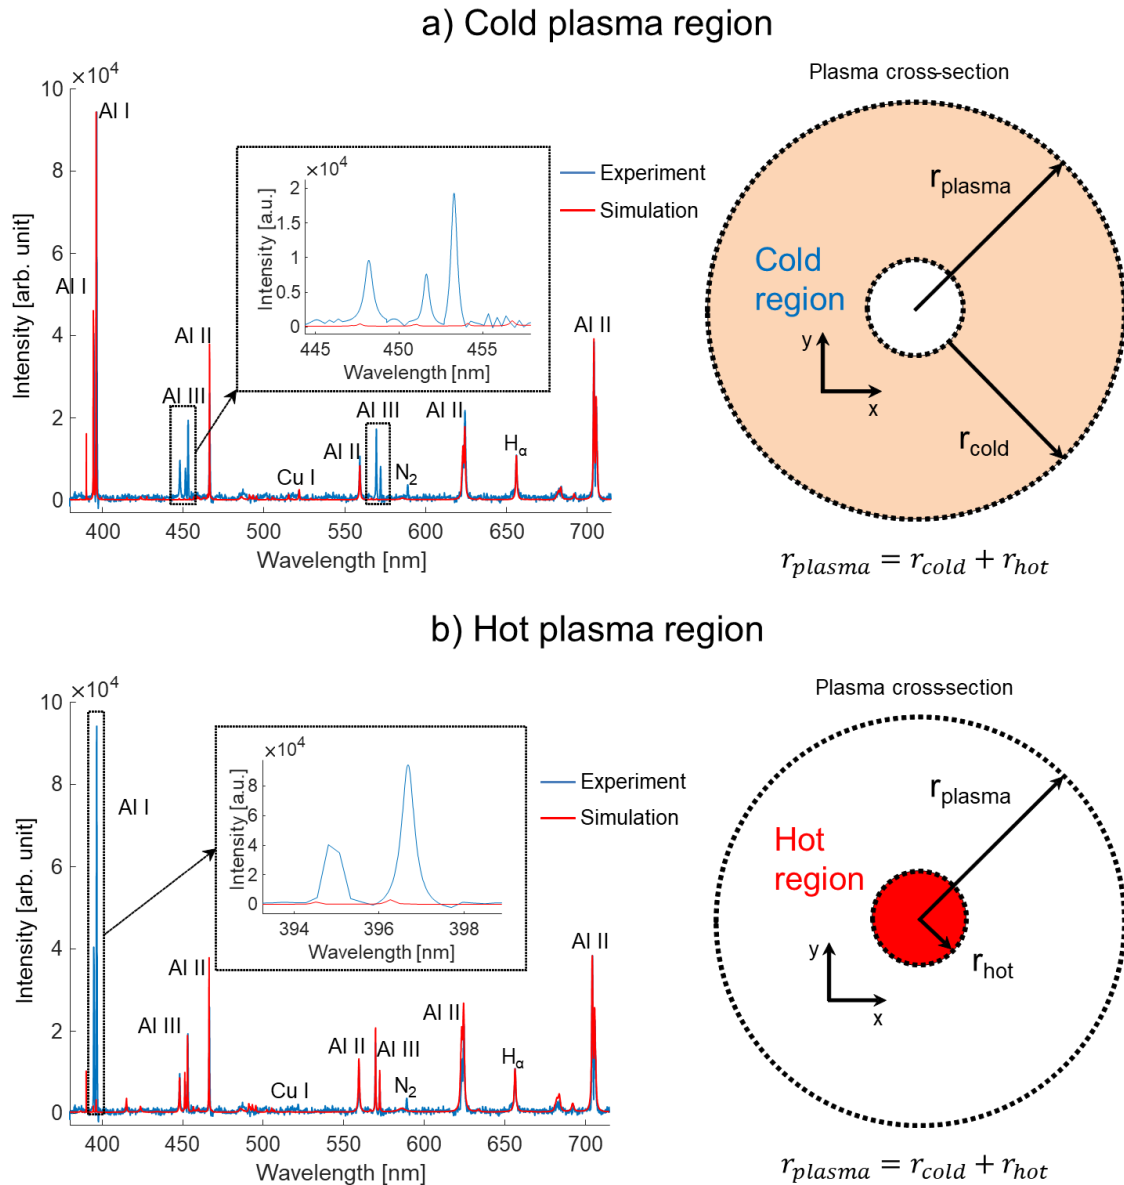 a) Cold plasma region
×10⁴
Intensity [arb. unit]
10
8
6
4
2
0
400 450 500 550 600 650 700
Wavelength [nm]
Al I
Al I
Al II
Al III
Cu I
Al II
Al III
N₂
Al II
Hα
Al II
×10⁴
Intensity [a.u.]
2
1.5
1
0.5
0
445 450 455
Wavelength [nm]
Experiment
Simulation
Plasma cross-section
r_plasma
Cold
region
y
x
r_cold
r_plasma = r_cold + r_hot
b) Hot plasma region
×10⁴
Intensity [arb. unit]
10
8
6
4
2
0
400 450 500 550 600 650 700
Wavelength [nm]
Al I
Al II
Al III
Cu I
Al II
Al III
N₂
Al II
Hα
Al II
×10⁴
Intensity [a.u.]
8
6
4
2
0
394 396 398
Wavelength [nm]
Experiment
Simulation
Plasma cross-section
r_plasma
Hot
region
y
x
r_hot
r_plasma = r_cold + r_hot